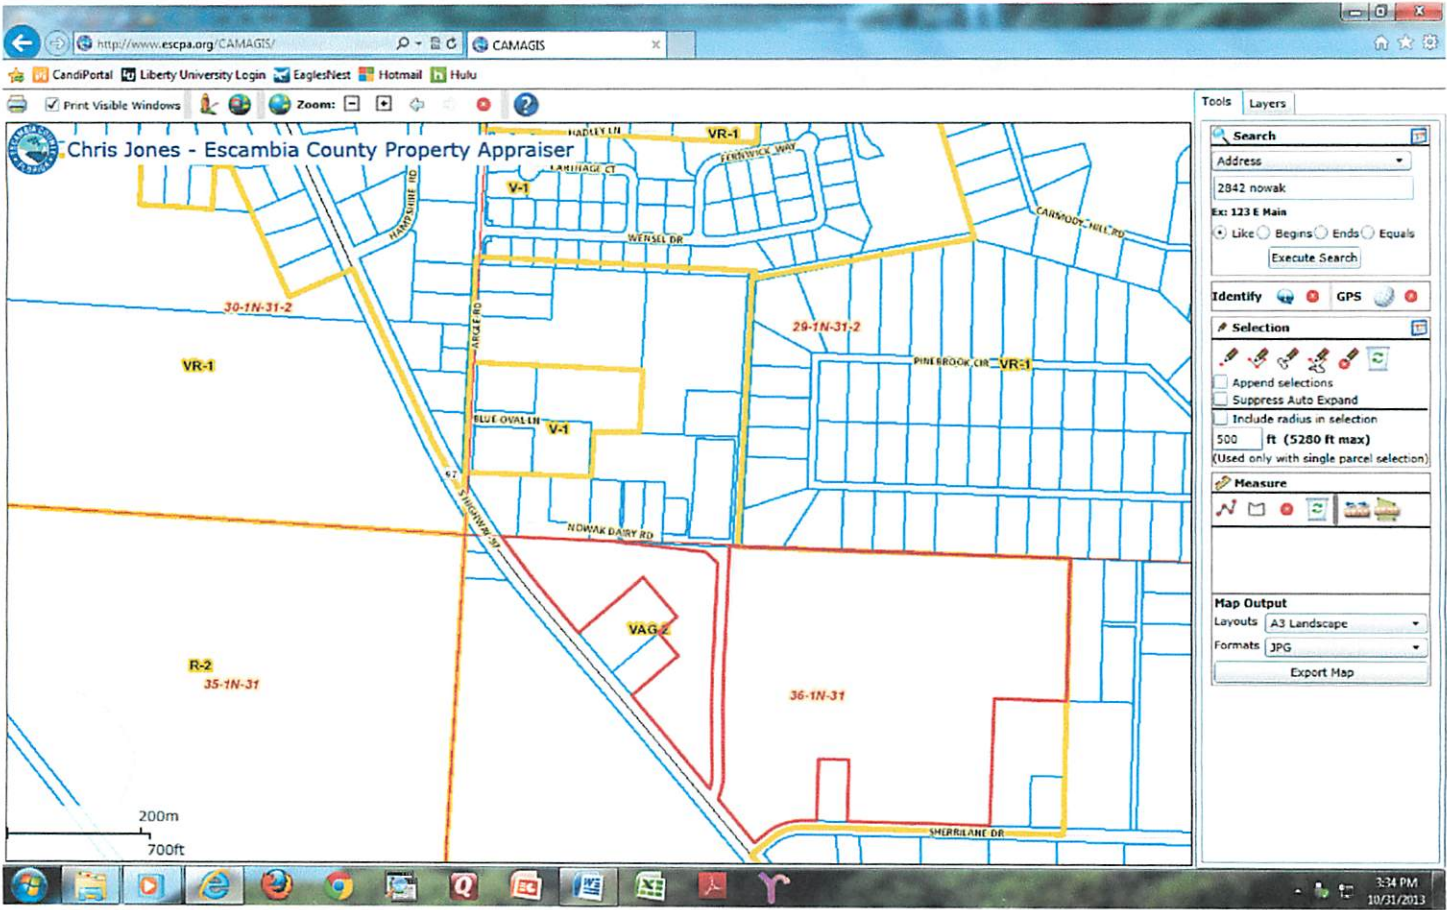 http://www.escpa.org/CAMAGIS/
CAMAGIS
CandiPortal
Liberty University Login
EaglesNest
Hotmail
Hulu
Print Visible Windows
Zoom:
Tools
Layers
Chris Jones - Escambia County Property Appraiser
HADLEY LN
VR-1
CARTHAGE CT
FERNWICK WAY
V-1
HAMPSHIRE RD
WENSEL DR
CARMODY HILL RD
30-1N-31-2
ARGLE RD
29-1N-31-2
VR-1
PINEBROOK CIR
VR-1
BLUE OVAL LN
V-1
97
S HIGHWAY 97
NOWAK DAIRY RD
VAG-2
R-2
35-1N-31
36-1N-31
SHERRILANE DR
200m
700ft
Search
Address
2842 nowak
Ex: 123 E Main
Like
Begins
Ends
Equals
Execute Search
Identify
GPS
Selection
Append selections
Suppress Auto Expand
Include radius in selection
500 ft (5280 ft max)
(Used only with single parcel selection)
Measure
Map Output
Layouts A3 Landscape
Formats JPG
Export Map
3:34 PM
10/31/2013